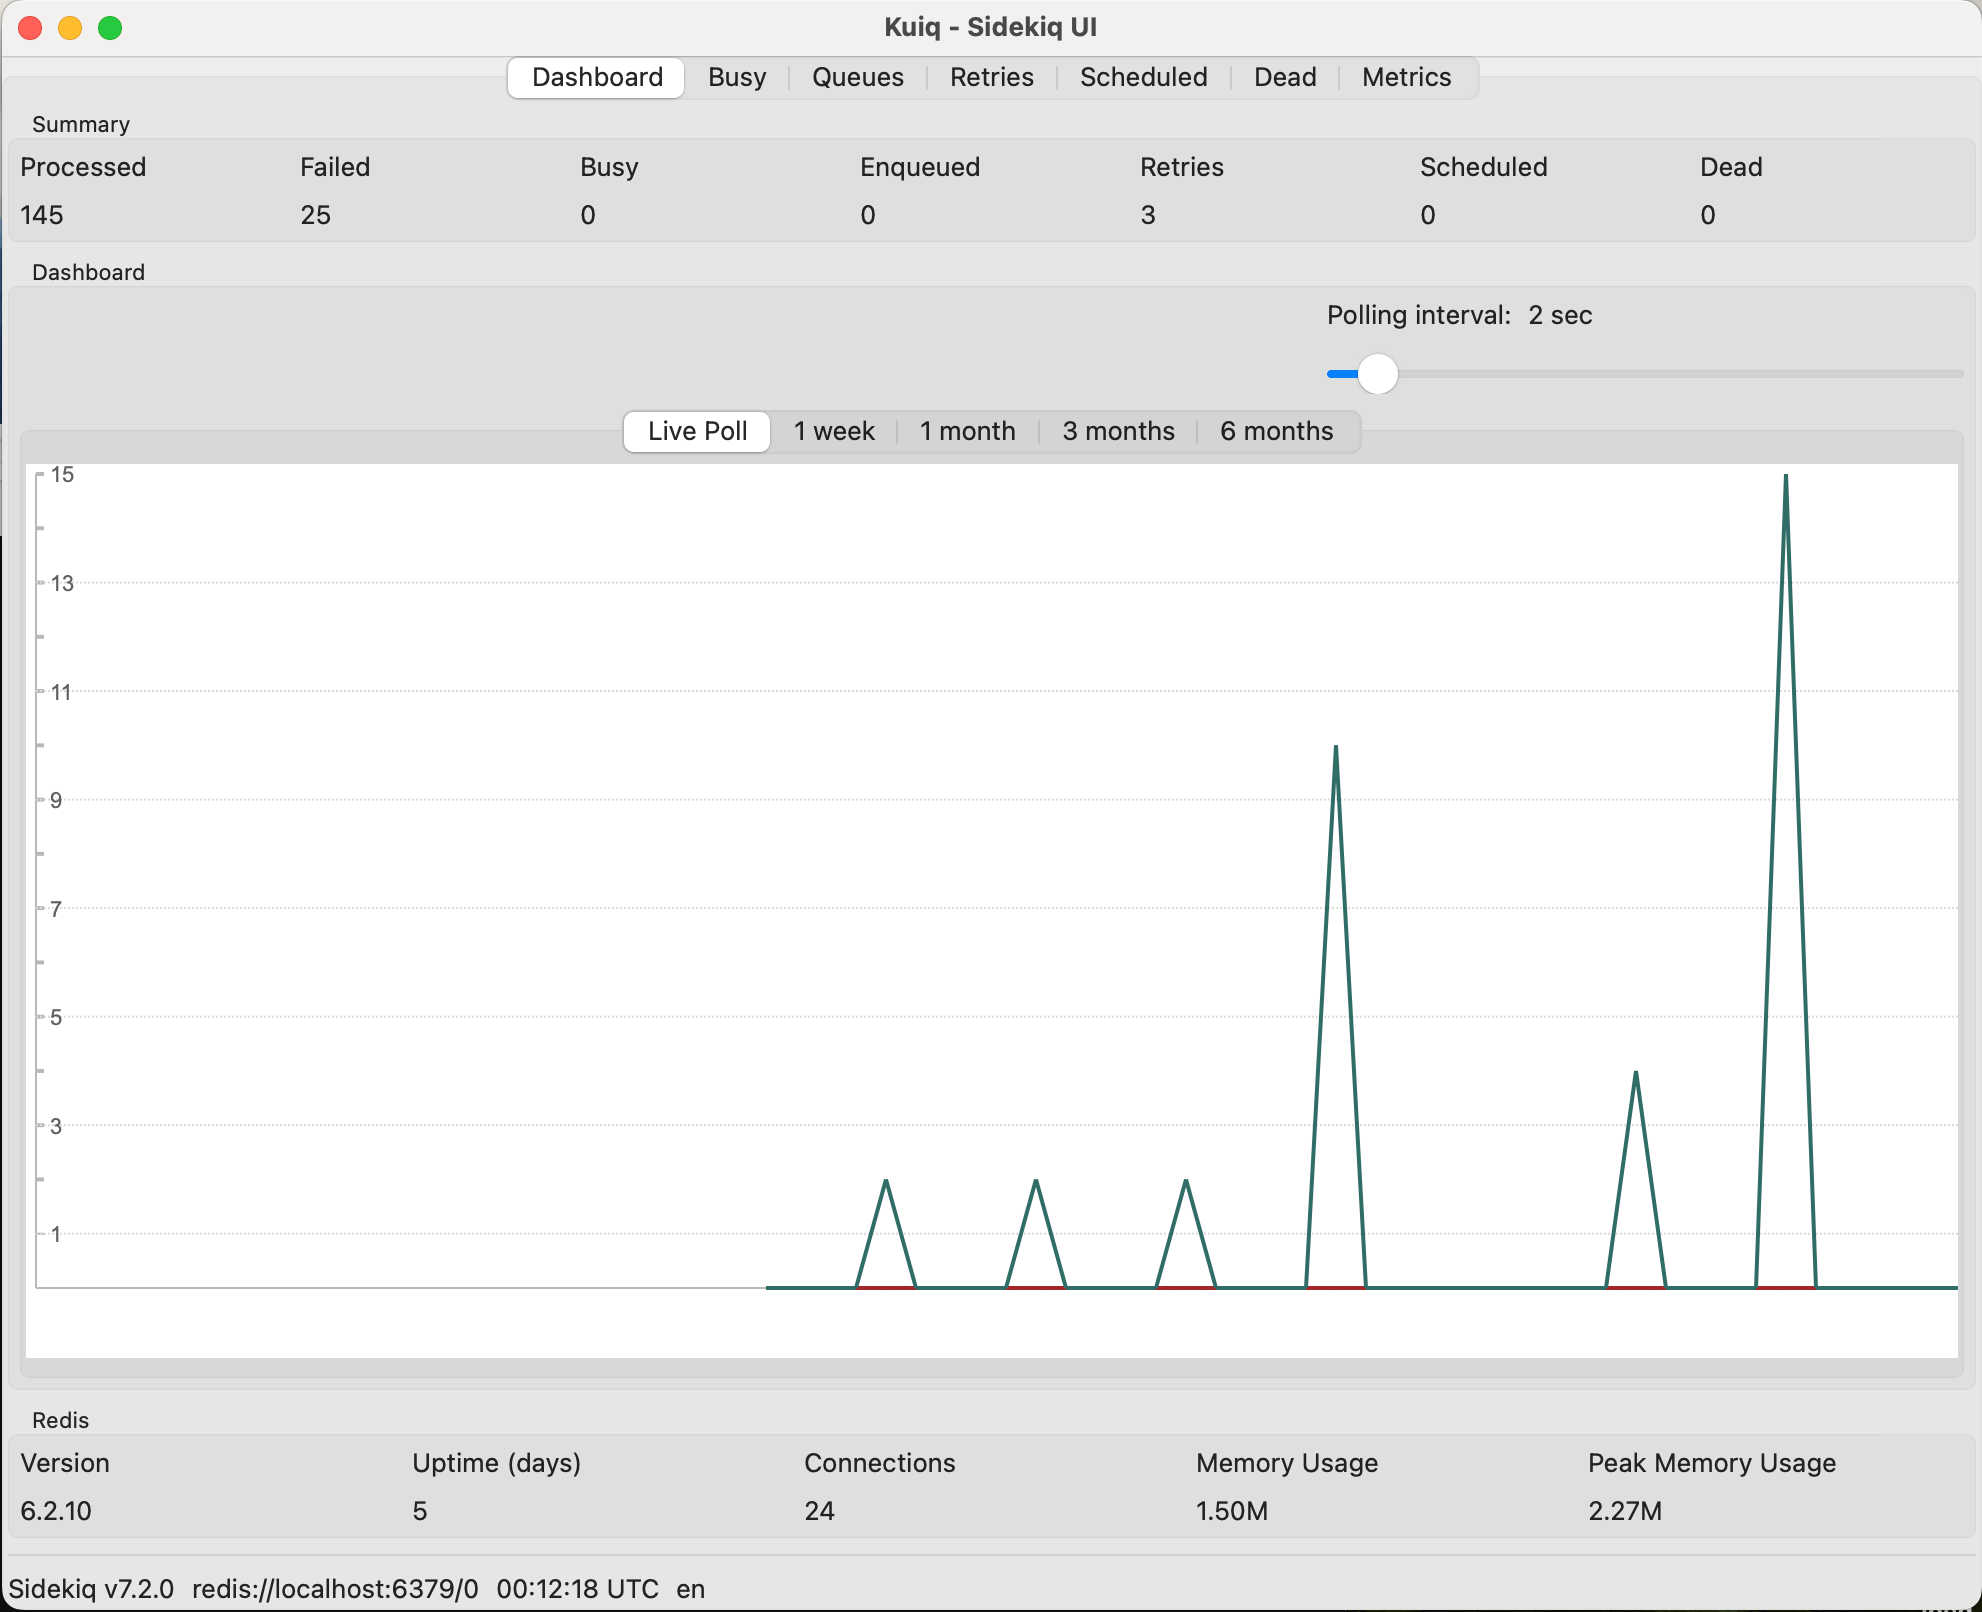 Kuiq - Sidekiq UI
Dashboard Busy Queues Retries Scheduled Dead Metrics
Summary
Processed Failed Busy Enqueued Retries Scheduled Dead
145 25 0 0 3 0 0
Dashboard
Polling interval: 2 sec
Live Poll 1 week 1 month 3 months 6 months
15
13
11
9
7
5
3
1
Redis
Version Uptime (days) Connections Memory Usage Peak Memory Usage
6.2.10 5 24 1.50M 2.27M
Sidekiq v7.2.0 redis://localhost:6379/0 00:12:18 UTC en